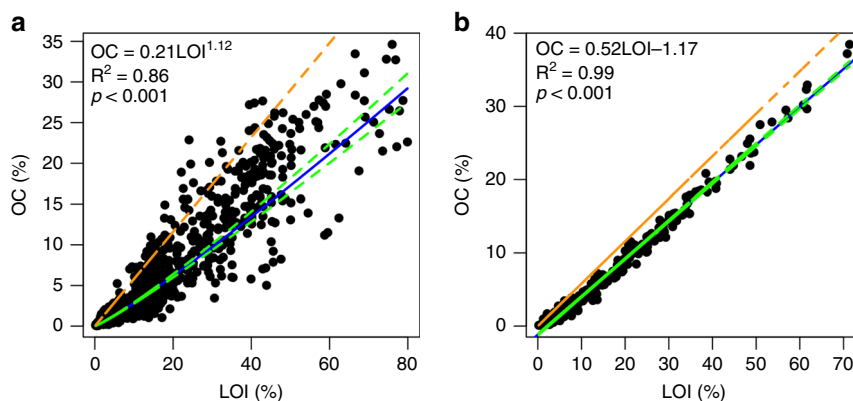 a
OC = 0.21LOI^1.12
R² = 0.86
p < 0.001
35
30
25
20
15
10
5
0
OC (%)
0 20 40 60 80
LOI (%)
b
OC = 0.52LOI–1.17
R² = 0.99
p < 0.001
40
30
20
10
0
OC (%)
0 10 20 30 40 50 60 70
LOI (%)